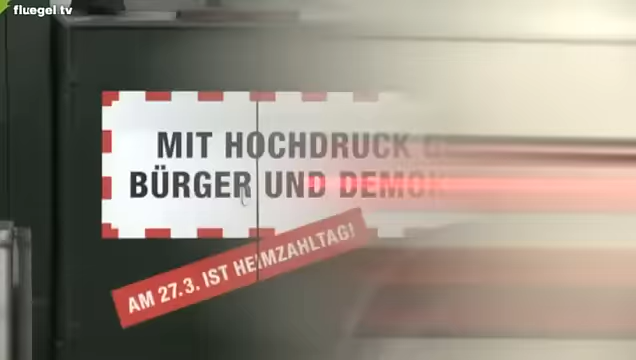 fluegel tv
MIT HOCHDRUCK
BÜRGER UND
AM 27.3. IST HEIMZAHLTAG!